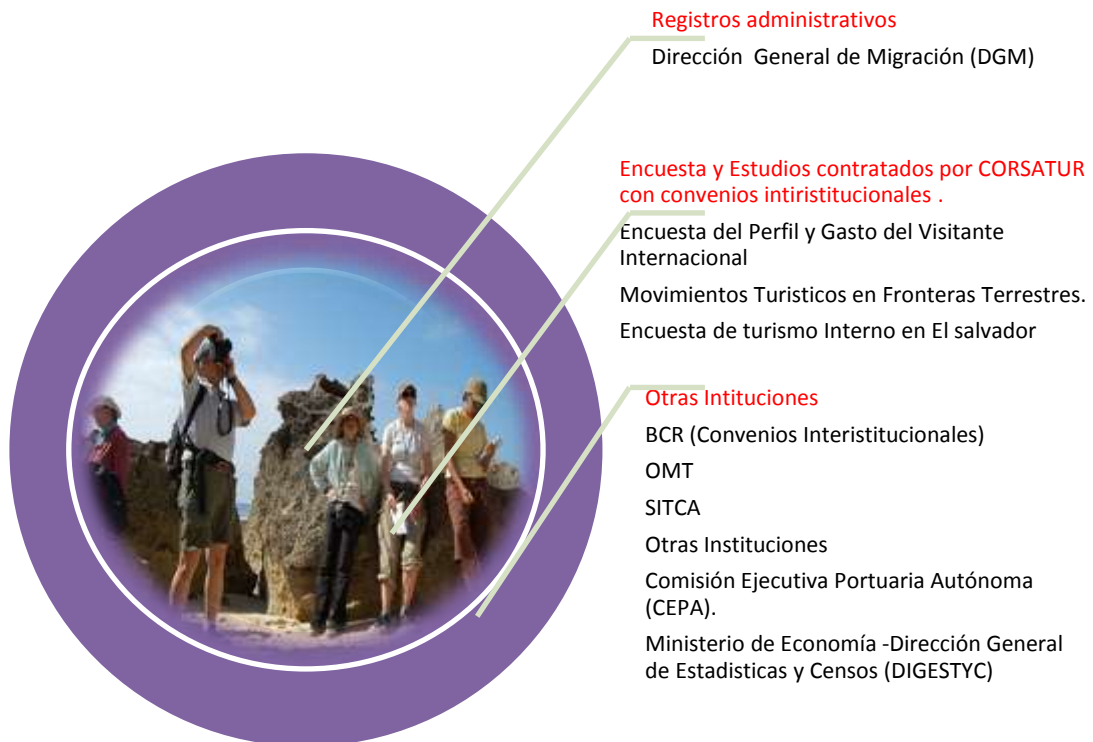 Registros administrativos
Dirección General de Migración (DGM)
Encuesta y Estudios contratados por CORSATUR
con convenios intiristitucionales .
Encuesta del Perfil y Gasto del Visitante
Internacional
Movimientos Turisticos en Fronteras Terrestres.
Encuesta de turismo Interno en El salvador
Otras Intituciones
BCR (Convenios Interistitucionales)
OMT
SITCA
Otras Instituciones
Comisión Ejecutiva Portuaria Autónoma
(CEPA).
Ministerio de Economía -Dirección General
de Estadisticas y Censos (DIGESTYC)